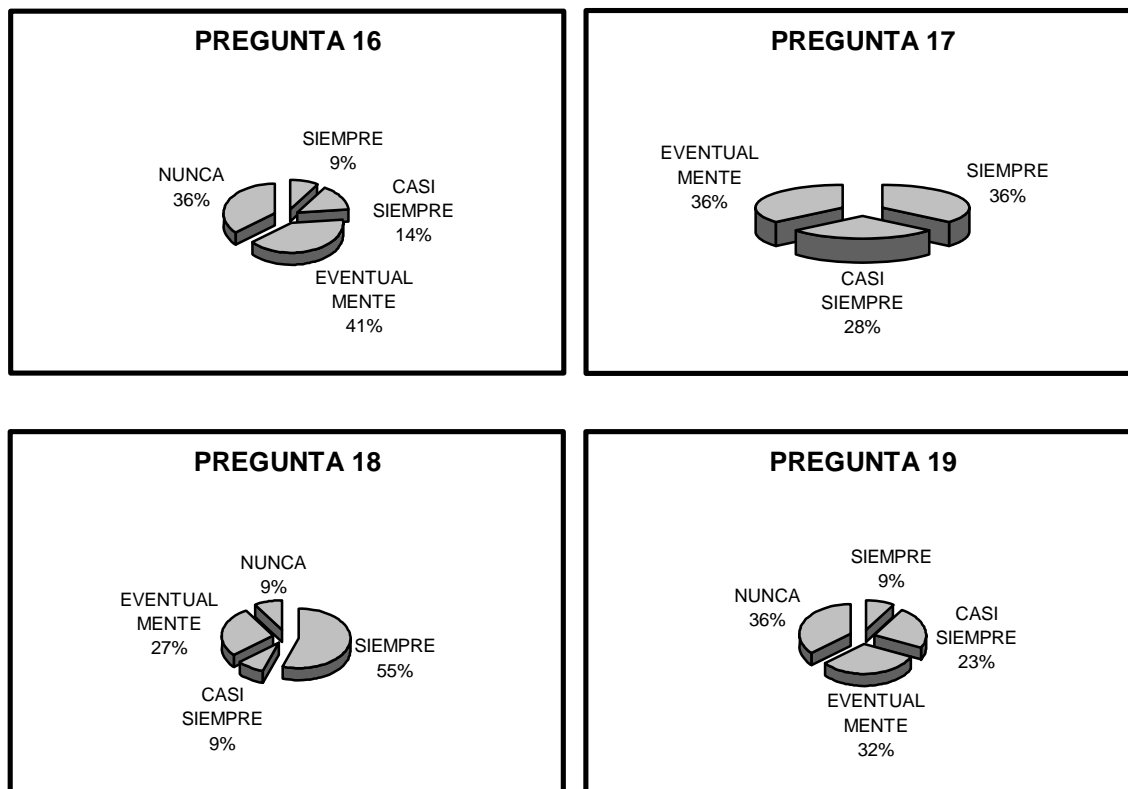 PREGUNTA 16
SIEMPRE
9%
CASI
SIEMPRE
14%
EVENTUAL
MENTE
41%
NUNCA
36%
PREGUNTA 17
SIEMPRE
36%
CASI
SIEMPRE
28%
EVENTUAL
MENTE
36%
PREGUNTA 18
NUNCA
9%
EVENTUAL
MENTE
27%
SIEMPRE
55%
CASI
SIEMPRE
9%
PREGUNTA 19
SIEMPRE
9%
NUNCA
36%
CASI
SIEMPRE
23%
EVENTUAL
MENTE
32%